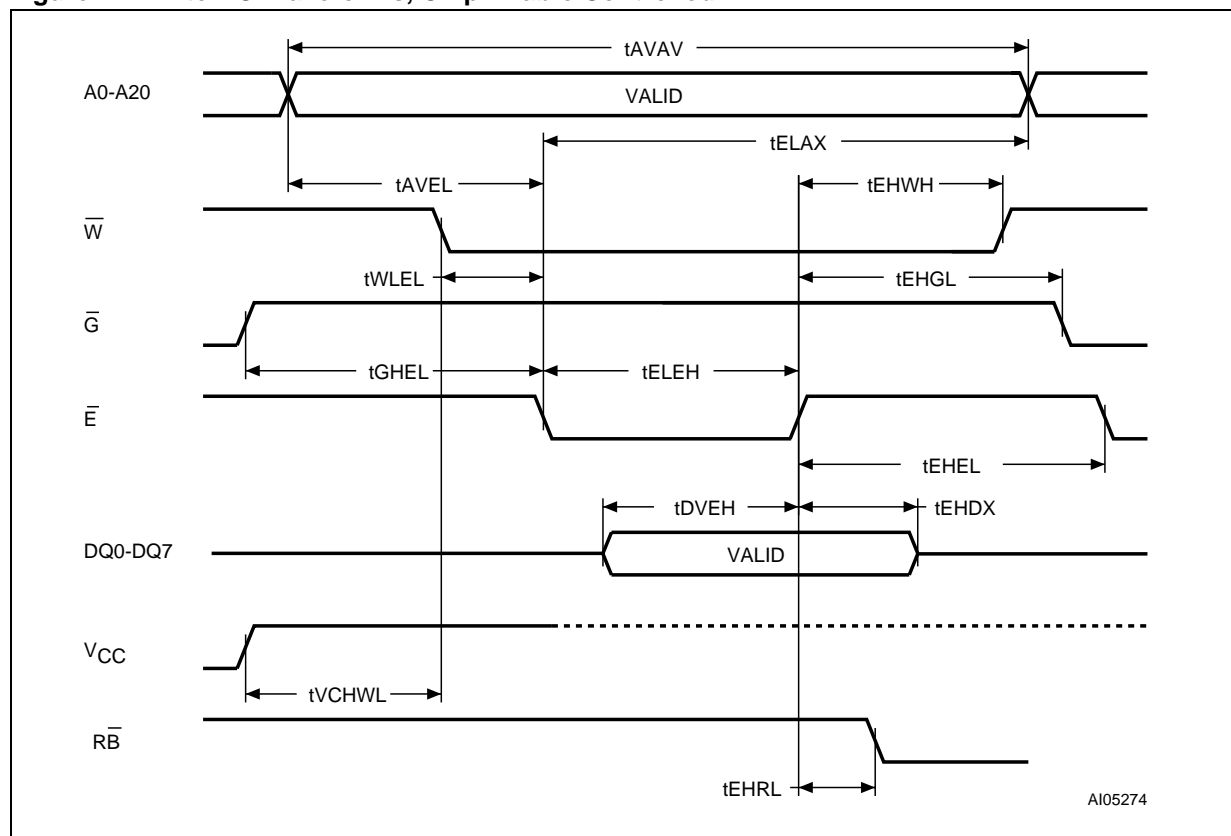 tAVAV
A0-A20
VALID
tELAX
tAVEL
tEHWH
W̅
tWLEL
tEHGL
G̅
tGHEL
tELEH
E̅
tEHEL
tDVEH
tEHDX
DQ0-DQ7
VALID
VCC
tVCHWL
RB̅
tEHRL
AI05274